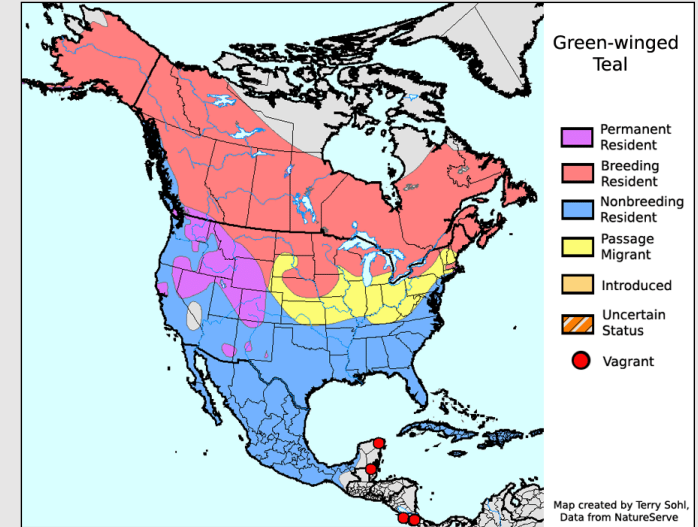 Green-winged
Teal
Permanent
Resident
Breeding
Resident
Nonbreeding
Resident
Passage
Migrant
Introduced
Uncertain
Status
Vagrant
Map created by Terry Sohl,
Data from NatureServe